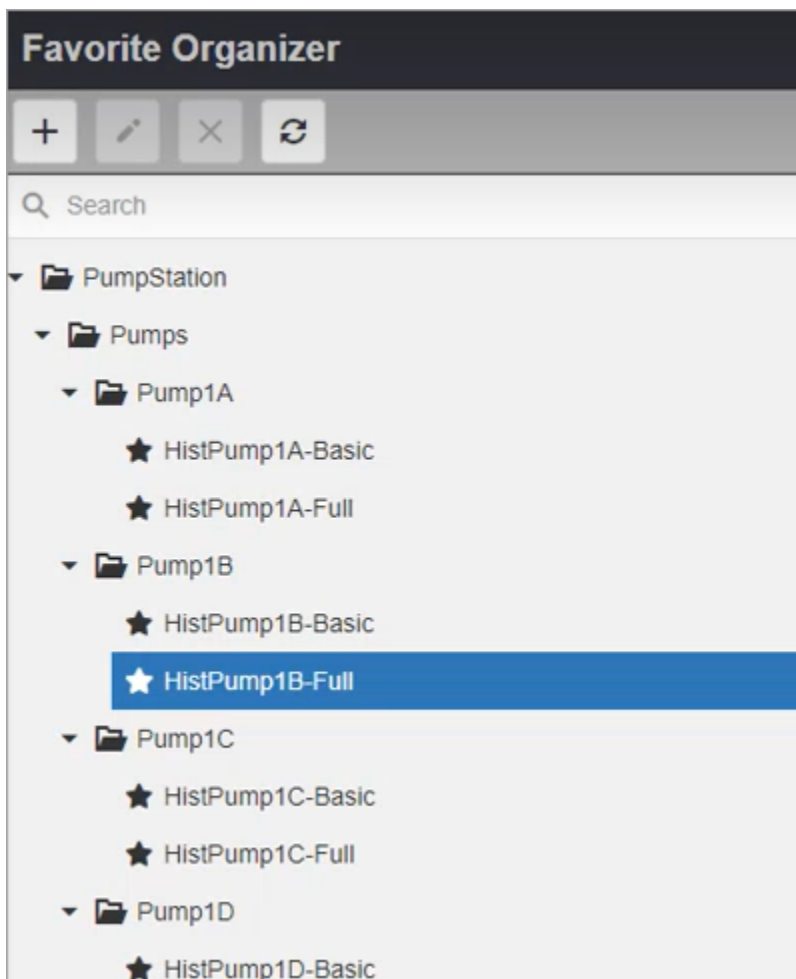 Favorite Organizer
Search
PumpStation
Pumps
Pump1A
HistPump1A-Basic
HistPump1A-Full
Pump1B
HistPump1B-Basic
HistPump1B-Full
Pump1C
HistPump1C-Basic
HistPump1C-Full
Pump1D
HistPump1D-Basic